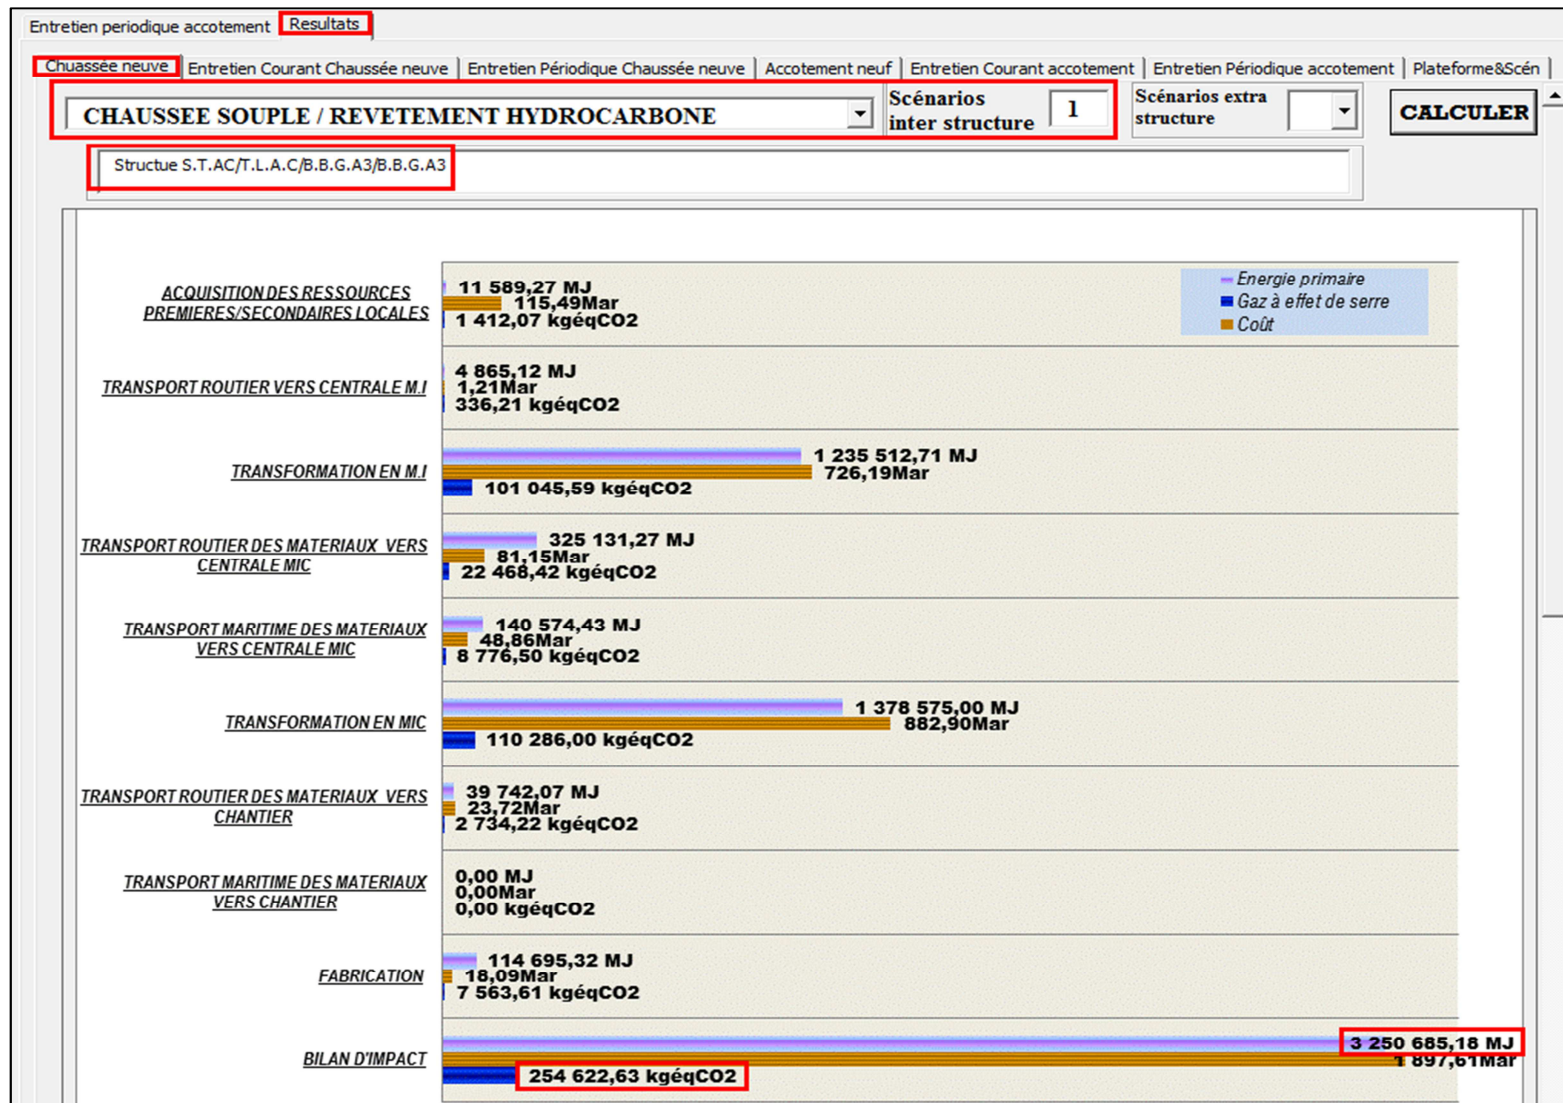 Entretien periodique accotement Resultats
Chuassée neuve Entretien Courant Chaussée neuve Entretien Périodique Chaussée neuve Accotement neuf Entretien Courant accotement Entretien Périodique accotement Plateforme&Scén
CHAUSSEE SOUPLE / REVETEMENT HYDROCARBONE
Scénarios
inter structure
1
Scénarios extra
structure
CALCULER
Structue S.T.AC/T.L.A.C/B.B.G.A3/B.B.G.A3
Energie primaire
Gaz à effet de serre
Coût
ACQUISITION DES RESSOURCES
PREMIERES/SECONDAIRES LOCALES
11 589,27 MJ
115,49Mar
1 412,07 kgéqCO2
TRANSPORT ROUTIER VERS CENTRALE M.I
4 865,12 MJ
1,21Mar
336,21 kgéqCO2
TRANSFORMATION EN M.I
1 235 512,71 MJ
726,19Mar
101 045,59 kgéqCO2
TRANSPORT ROUTIER DES MATERIAUX VERS
CENTRALE MIC
325 131,27 MJ
81,15Mar
22 468,42 kgéqCO2
TRANSPORT MARITIME DES MATERIAUX
VERS CENTRALE MIC
140 574,43 MJ
48,86Mar
8 776,50 kgéqCO2
TRANSFORMATION EN MIC
1 378 575,00 MJ
882,90Mar
110 286,00 kgéqCO2
TRANSPORT ROUTIER DES MATERIAUX VERS
CHANTIER
39 742,07 MJ
23,72Mar
2 734,22 kgéqCO2
TRANSPORT MARITIME DES MATERIAUX
VERS CHANTIER
0,00 MJ
0,00Mar
0,00 kgéqCO2
FABRICATION
114 695,32 MJ
18,09Mar
7 563,61 kgéqCO2
BILAN D'IMPACT
3 250 685,18 MJ
1 897,61Mar
254 622,63 kgéqCO2